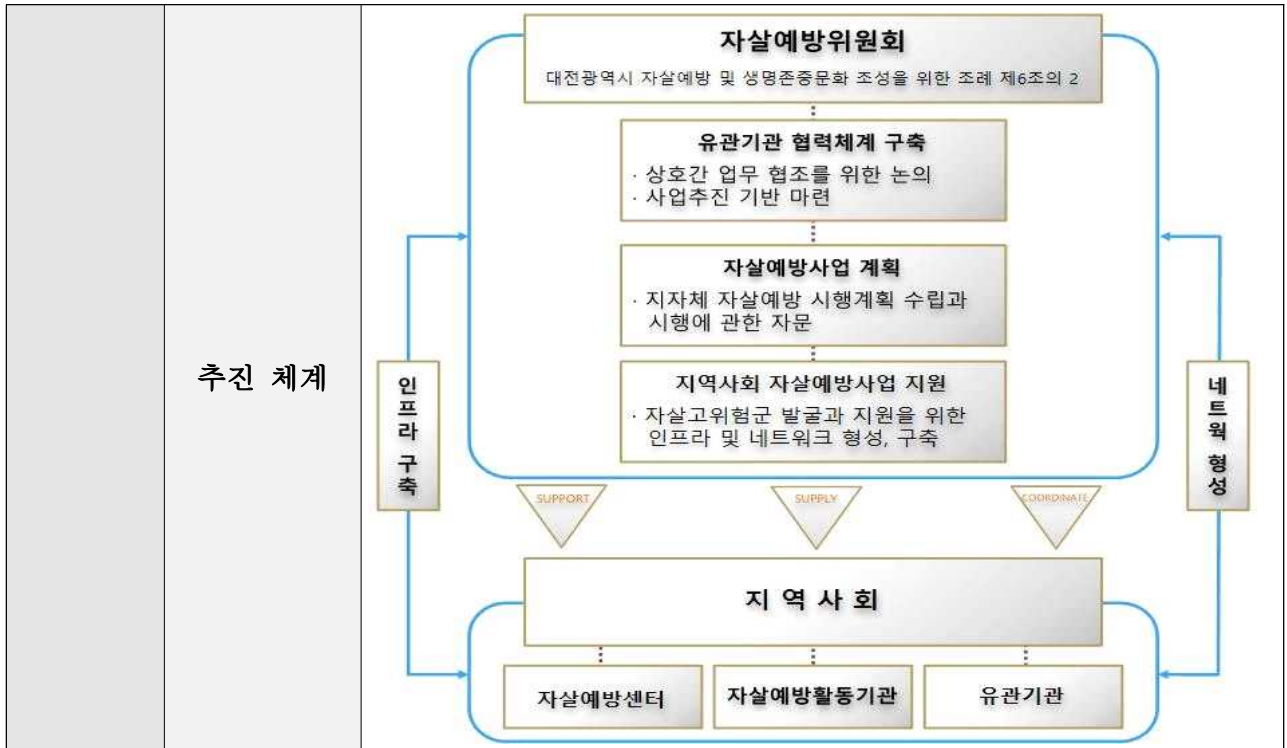 추진 체계
자살예방위원회
대전광역시 자살예방 및 생명존중문화 조성을 위한 조례 제6조의 2
유관기관 협력체계 구축
· 상호간 업무 협조를 위한 논의
· 사업추진 기반 마련
자살예방사업 계획
· 지자체 자살예방 시행계획 수립과
시행에 관한 자문
지역사회 자살예방사업 지원
· 자살고위험군 발굴과 지원을 위한
인프라 및 네트워크 형성, 구축
인프라 구축
네트웍 형성
SUPPORT
SUPPLY
COORDINATE
지 역 사 회
자살예방센터
자살예방활동기관
유관기관